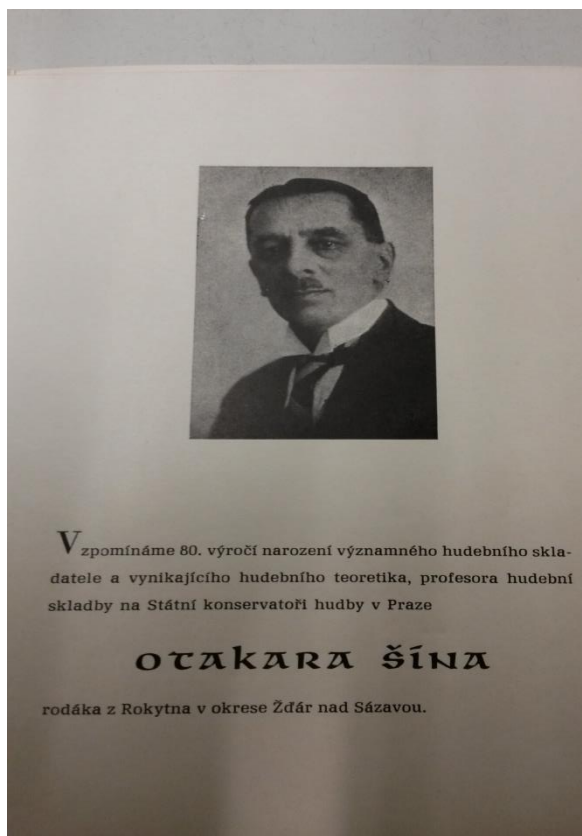 Vzpomínáme 80. výročí narození významného hudebního skla-
datele a vynikajícího hudebního teoretika, profesora hudební
skladby na Státní konservatoři hudby v Praze
OTAKARA ŠÍNA
rodáka z Rokytna v okrese Žďár nad Sázavou.